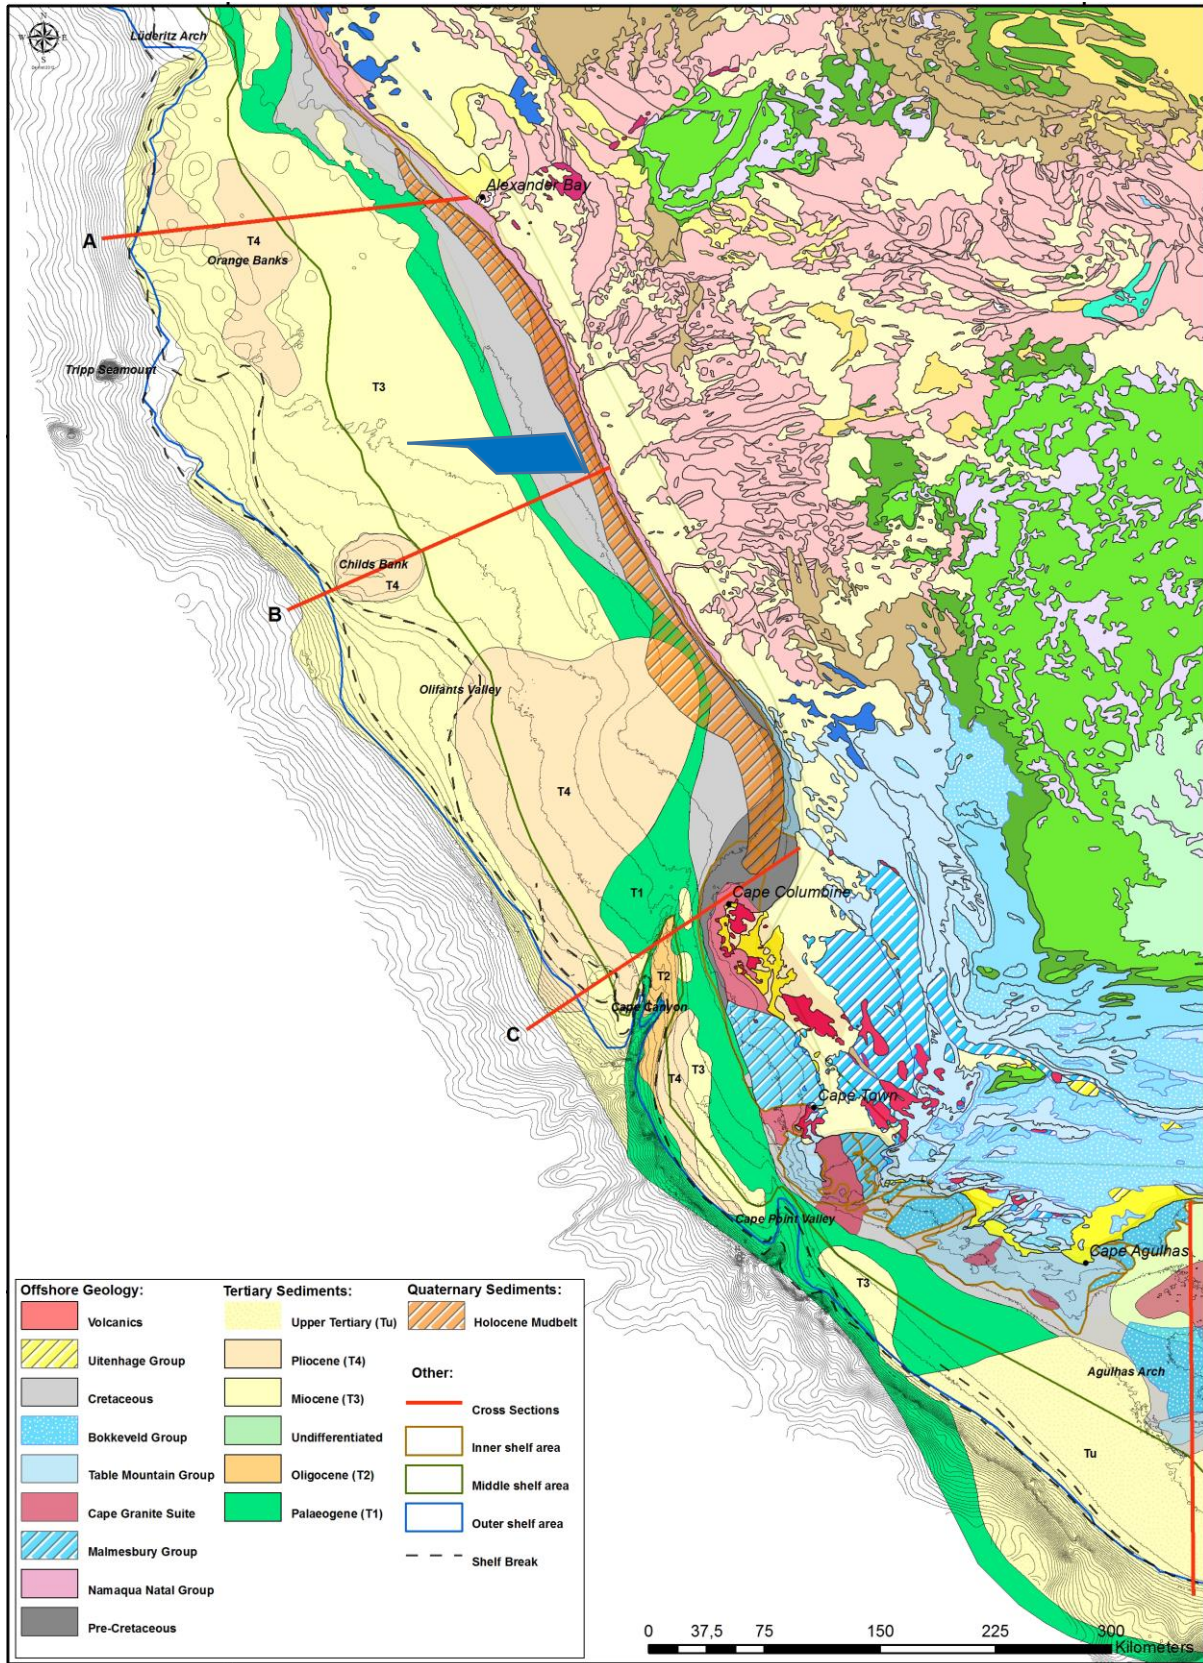 N
W
E
S
Lüderitz Arch
Alexander Bay
A
T4
Orange Banks
Tripp Seamount
T3
Childs Bank
T4
B
Olifants Valley
T4
T1
Cape Columbine
T2
Cape Canyon
C
T3
T4
Cape Town
Cape Point Valley
Cape Agulhas
T3
Agulhas Arch
Tu
Offshore Geology:
Volcanics
Uitenhage Group
Cretaceous
Bokkeveld Group
Table Mountain Group
Cape Granite Suite
Malmesbury Group
Namaqua Natal Group
Pre-Cretaceous
Tertiary Sediments:
Upper Tertiary (Tu)
Pliocene (T4)
Miocene (T3)
Undifferentiated
Oligocene (T2)
Palaeogene (T1)
Quaternary Sediments:
Holocene Mudbelt
Other:
Cross Sections
Inner shelf area
Middle shelf area
Outer shelf area
Shelf Break
0 37,5 75 150 225 300
Kilometers